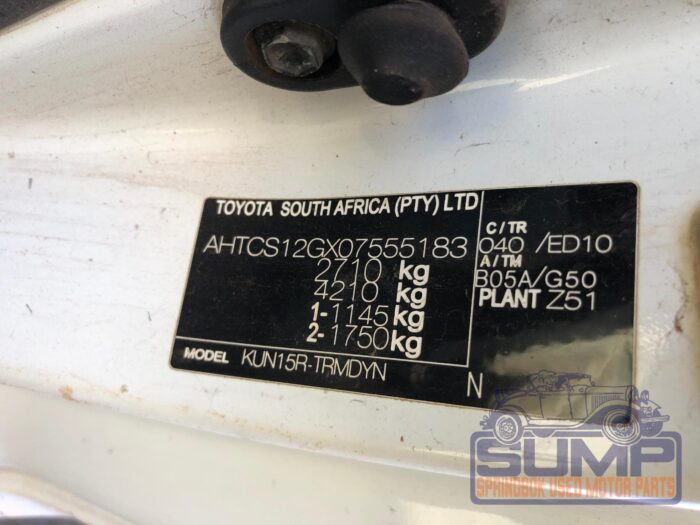 TOYOTA SOUTH AFRICA (PTY) LTD
AHTCS12GX07555183
2710 kg
4210 kg
1-1145 kg
2-1750 kg
MODEL KUN15R-TRMDYN N
C/TR
040 /ED10
A/TM
B05A/G50
PLANT Z51
SUMP
SPRINGBOK USED MOTOR PARTS